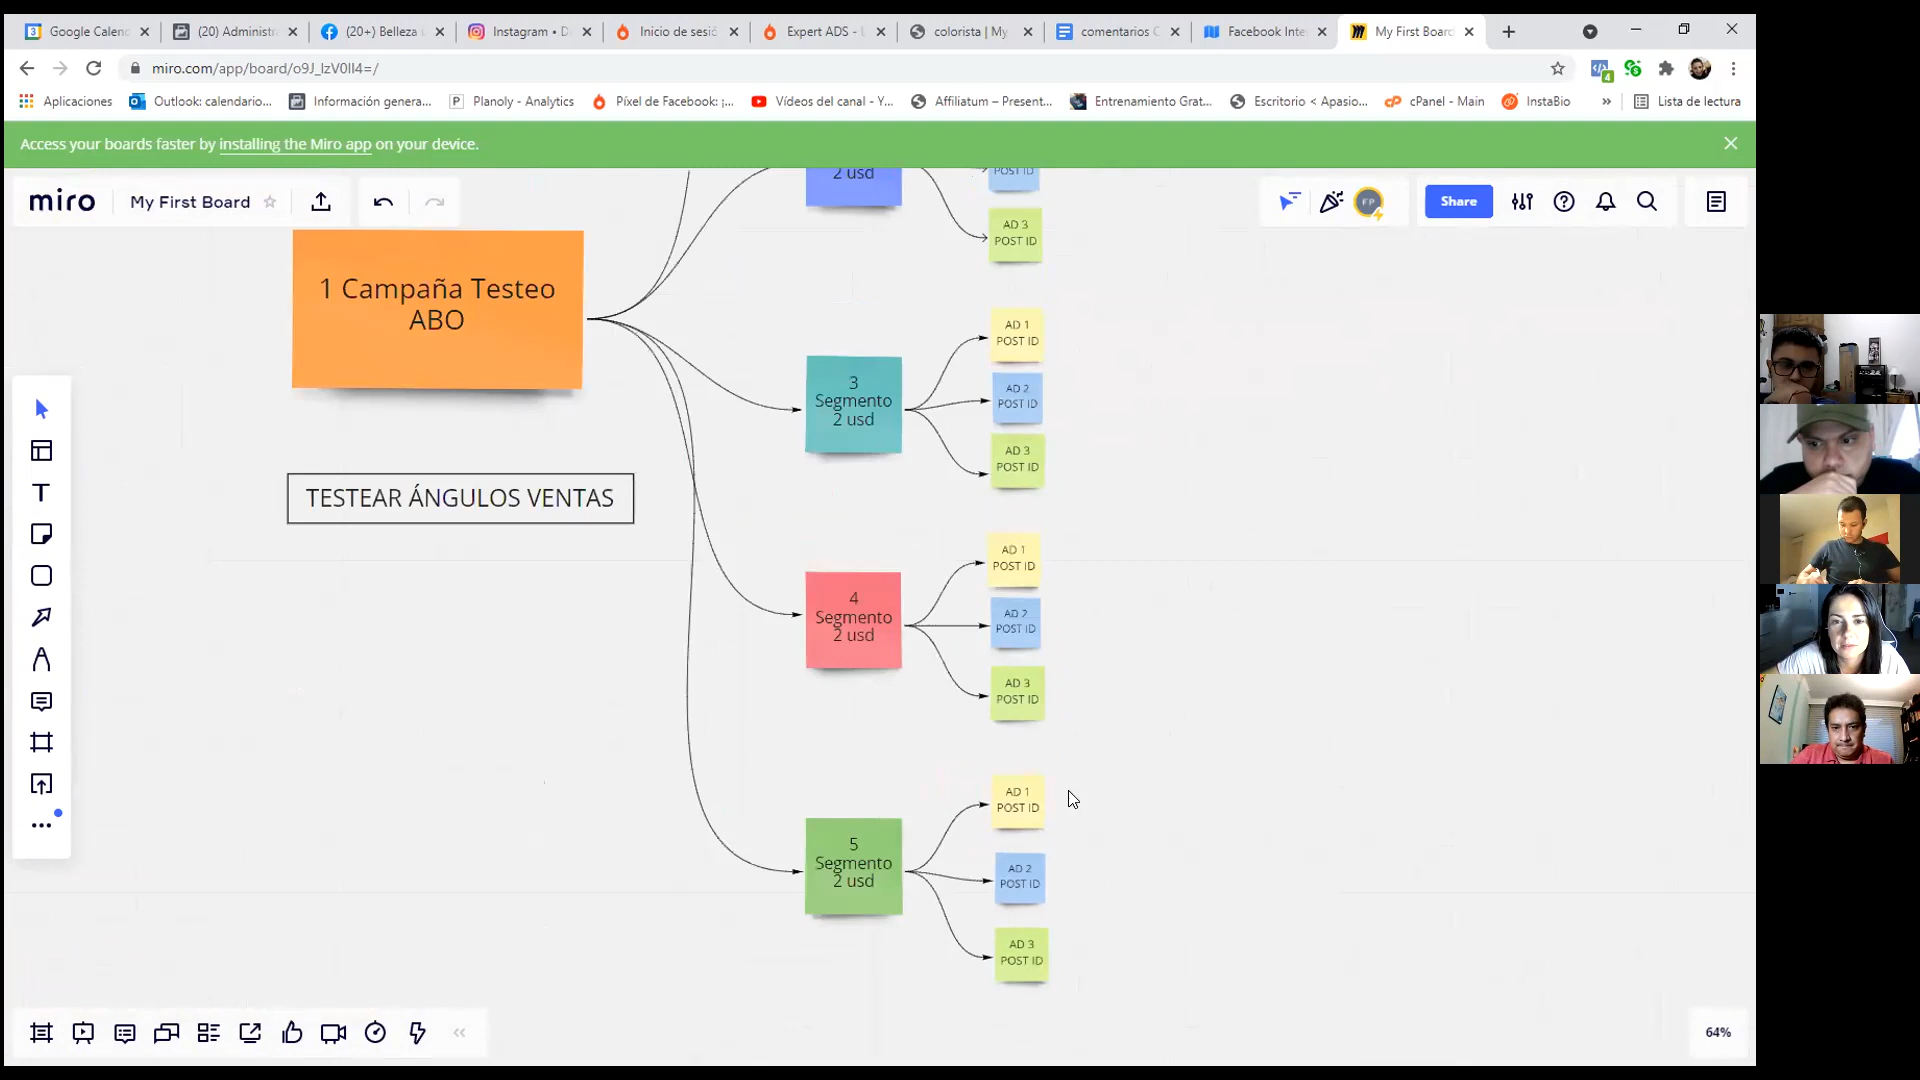 Google Calend
(20) Administr
(20+) Belleza
Instagram • D
Inicio de sesió
Expert ADS - U
colorista | My
comentarios C
Facebook Inte
My First Board
miro.com/app/board/o9J_lzV0ll4=/
4
Aplicaciones
Outlook: calendario...
Información genera...
Planoly - Analytics
Píxel de Facebook: ¡...
Vídeos del canal - Y...
Affiliatum – Present...
Entrenamiento Grat...
Escritorio < Apasio...
cPanel - Main
InstaBio
»
Lista de lectura
Access your boards faster by installing the Miro app on your device.
miro
My First Board
FP
Share
2 usd
POST ID
AD 3
POST ID
1 Campaña Testeo
ABO
AD 1
POST ID
3
Segmento
2 usd
AD 2
POST ID
AD 3
POST ID
TESTEAR ÁNGULOS VENTAS
AD 1
POST ID
4
Segmento
2 usd
AD 2
POST ID
AD 3
POST ID
AD 1
POST ID
5
Segmento
2 usd
AD 2
POST ID
AD 3
POST ID
64%